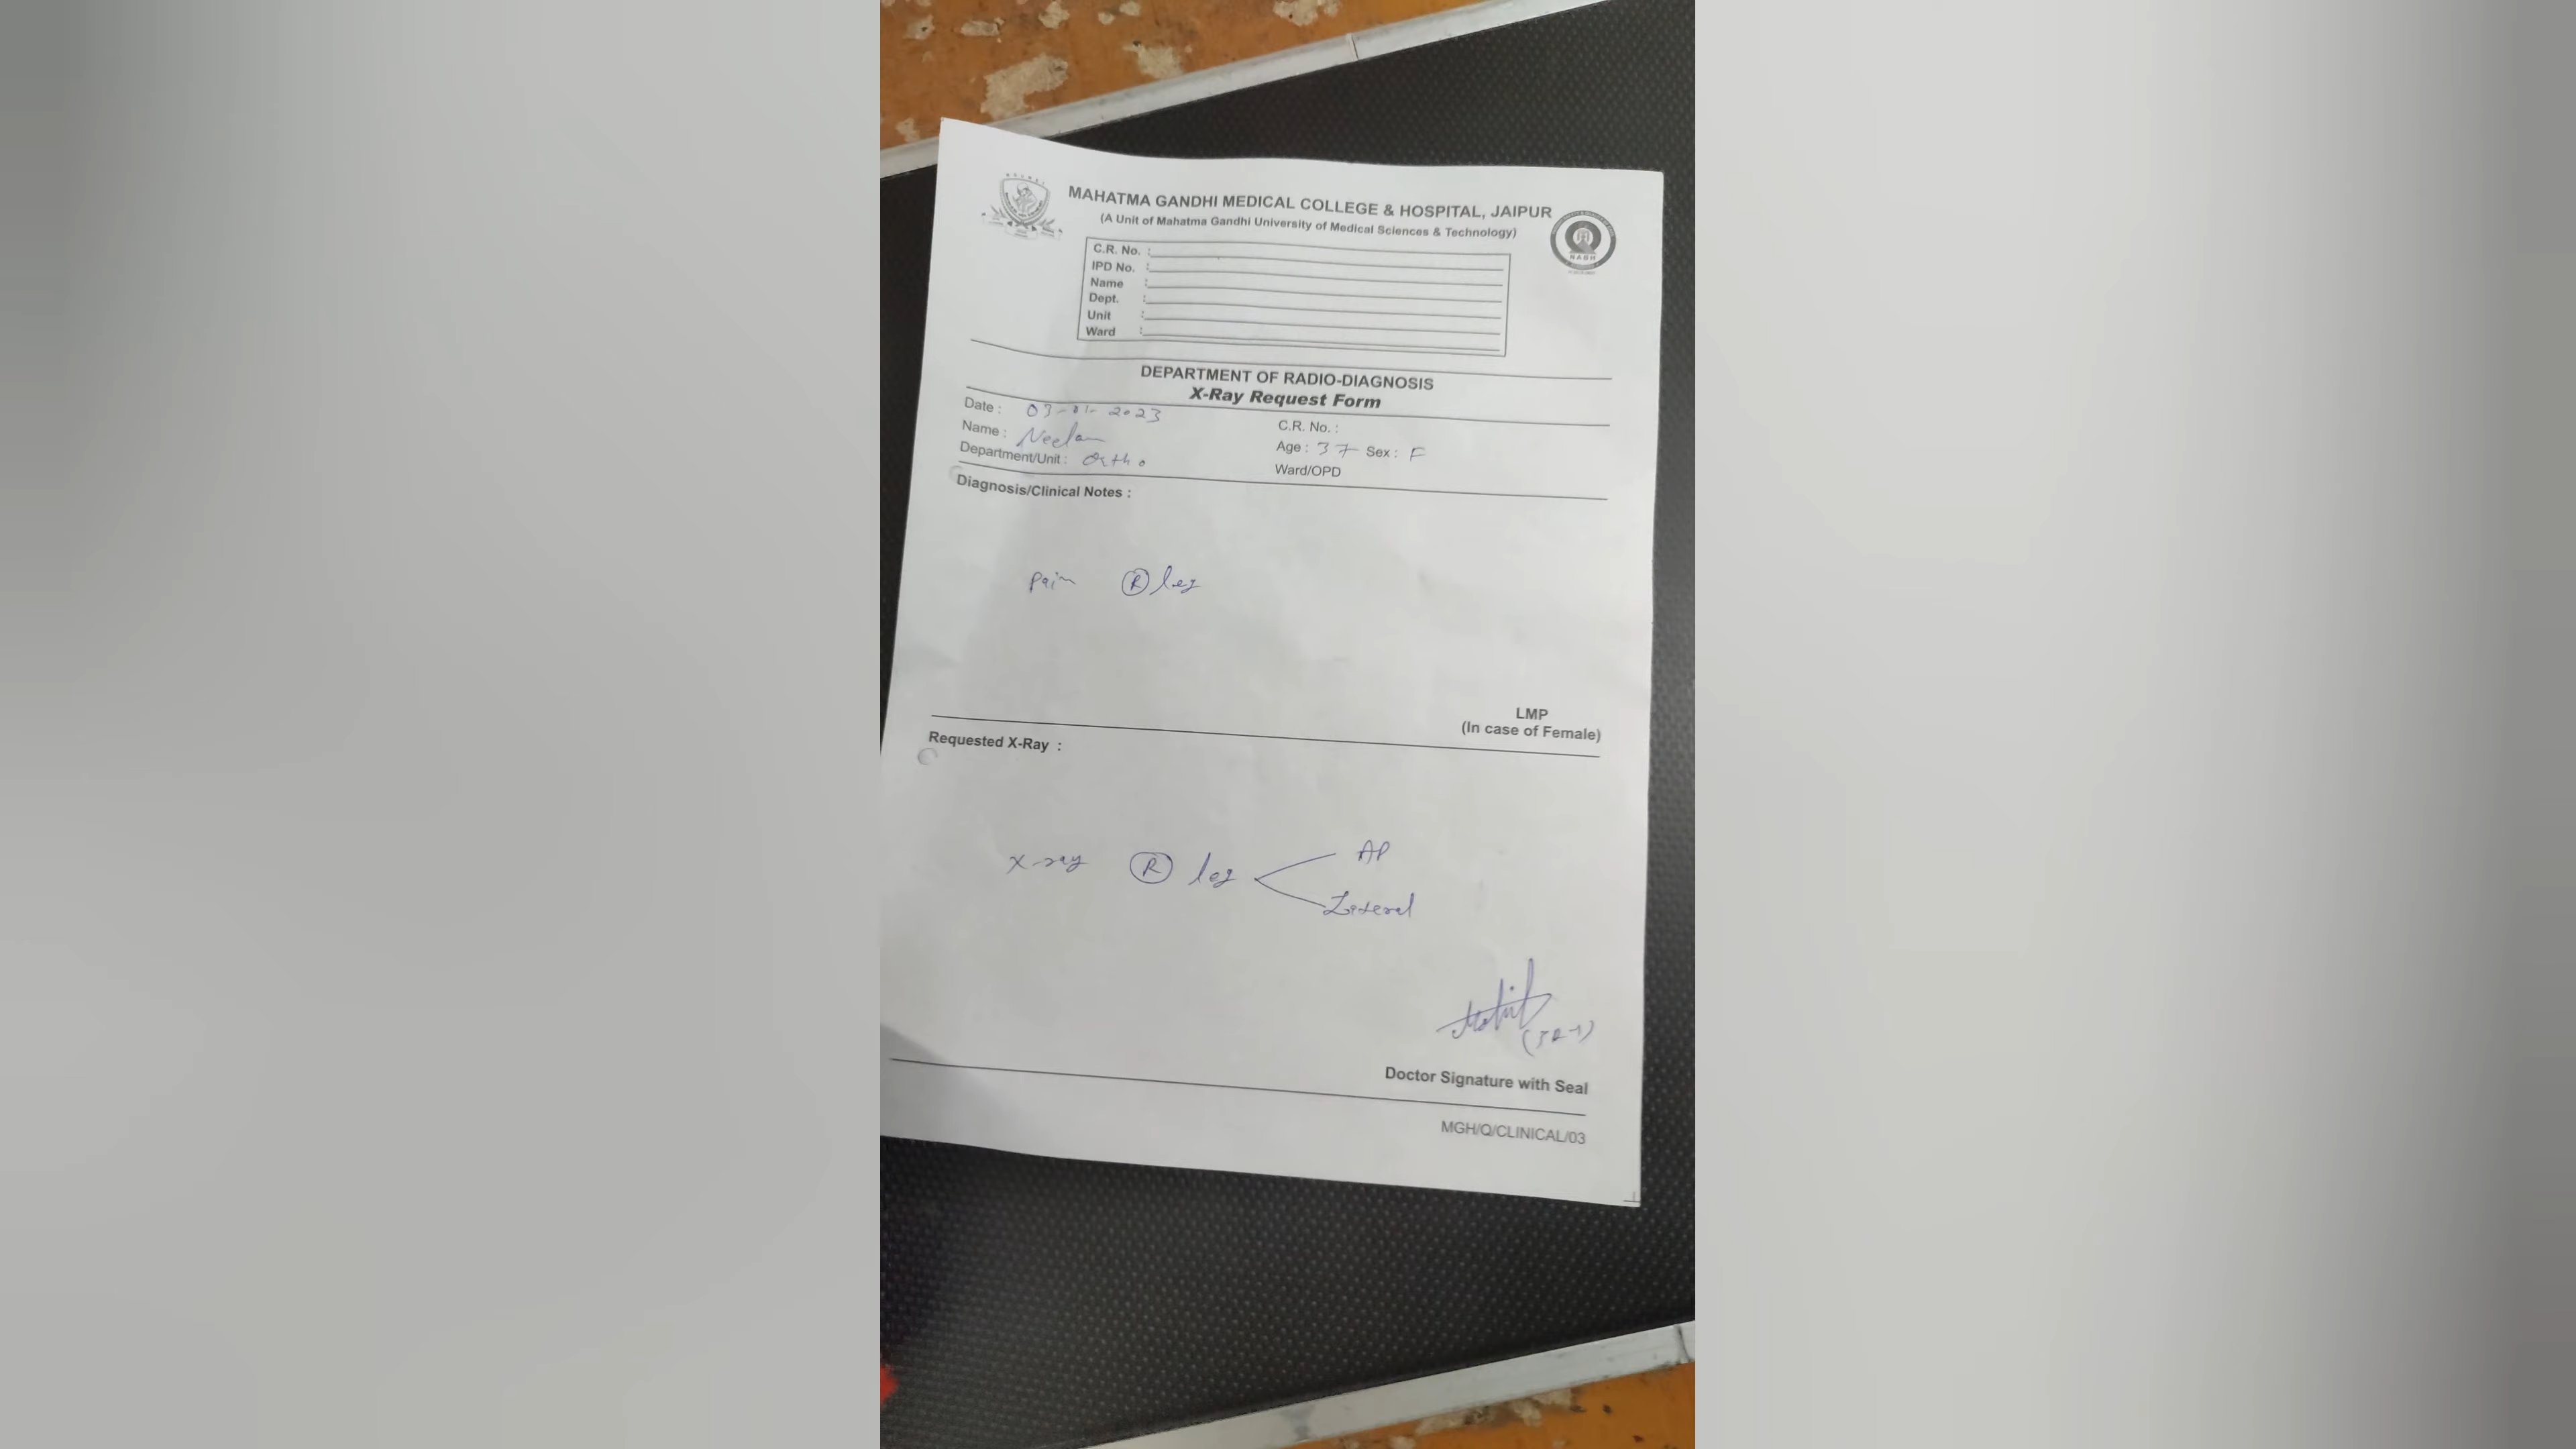 MAHATMA GANDHI MEDICAL COLLEGE & HOSPITAL, JAIPUR
(A Unit of Mahatma Gandhi University of Medical Sciences & Technology)
NABH
C.R. No. :
IPD No. :
Name :
Dept. :
Unit :
Ward :
DEPARTMENT OF RADIO-DIAGNOSIS
X-Ray Request Form
Date : 03-01-2023
C.R. No. :
Name : Neelam
Age : 37 Sex : F
Department/Unit : Ortho
Ward/OPD
Diagnosis/Clinical Notes :
Pain Ⓡ leg
LMP
(In case of Female)
Requested X-Ray :
X-ray Ⓡ leg
AP
Lateral
Doctor Signature with Seal
MGH/Q/CLINICAL/03